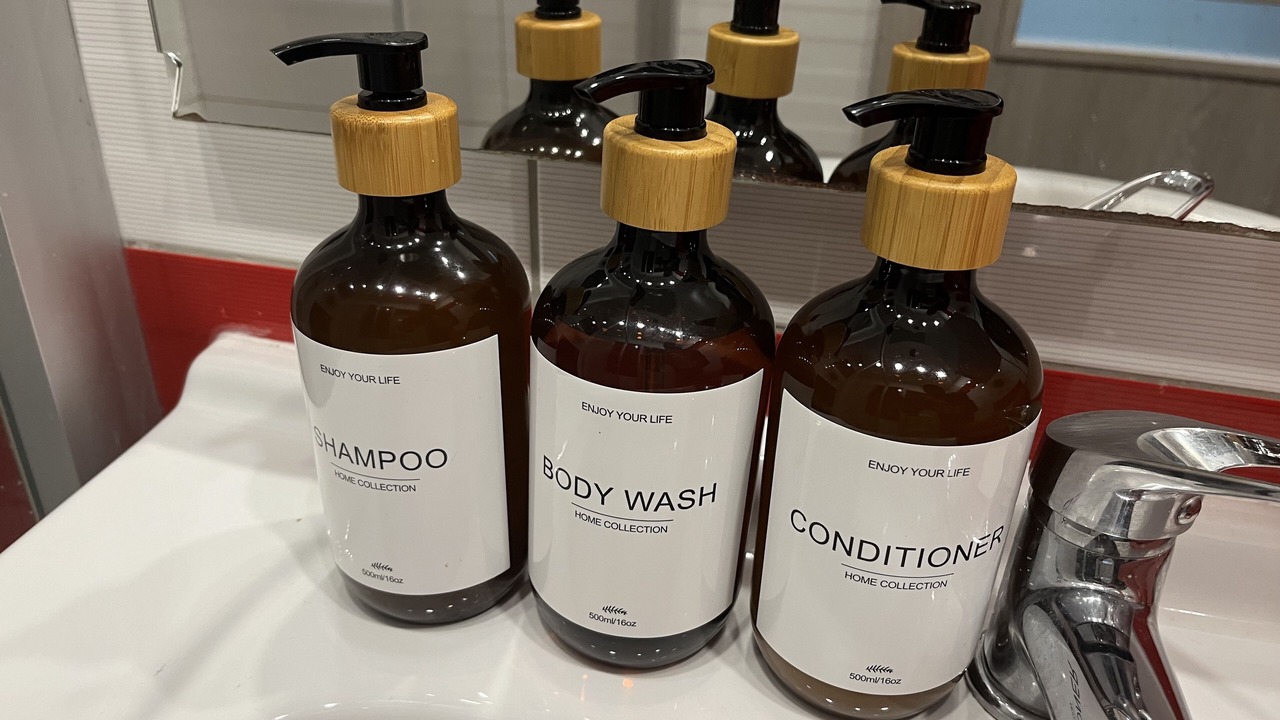 ENJOY YOUR LIFE
SHAMPOO
HOME COLLECTION
500ml/16oz
ENJOY YOUR LIFE
BODY WASH
HOME COLLECTION
500ml/16oz
ENJOY YOUR LIFE
CONDITIONER
HOME COLLECTION
500ml/16oz